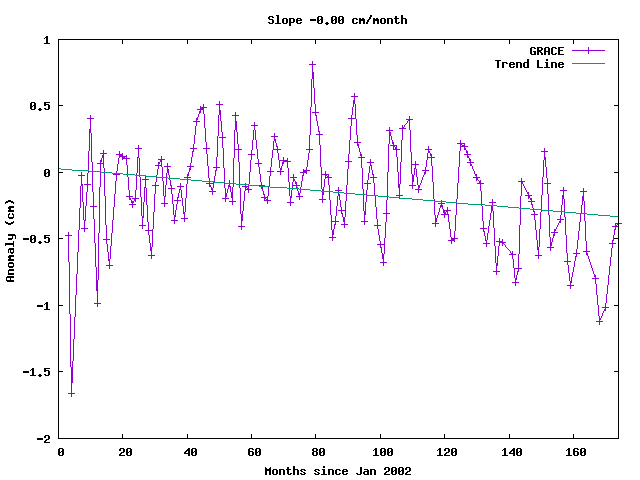 Slope -0.00 cm/month
1
0.5
0
-0.5
-1
-1.5
-2
Anomaly (cm)
GRACE
Trend Line
0 20 40 60 80 100 120 140 160
Months since Jan 2002